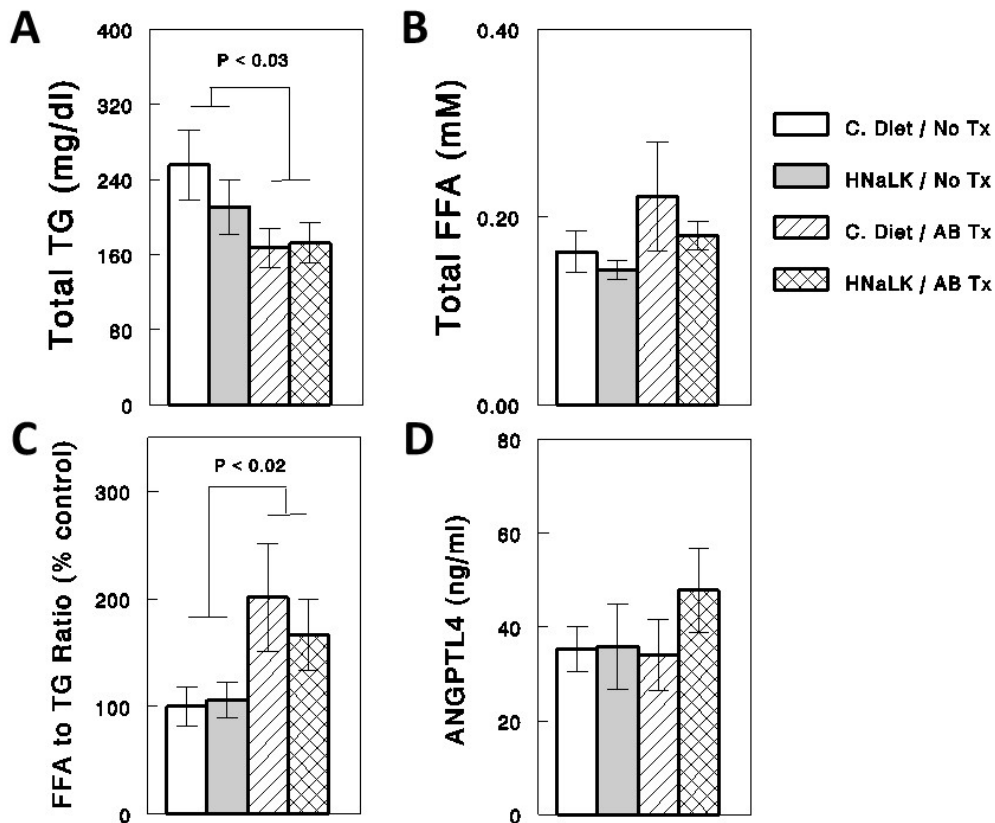 A
Total TG (mg/dl)
400
320
240
160
80
0
P < 0.03
B
Total FFA (mM)
0.40
0.20
0.00
C. Diet / No Tx
HNaLK / No Tx
C. Diet / AB Tx
HNaLK / AB Tx
C
FFA to TG Ratio (% control)
300
200
100
0
P < 0.02
D
ANGPTL4 (ng/ml)
80
60
40
20
0